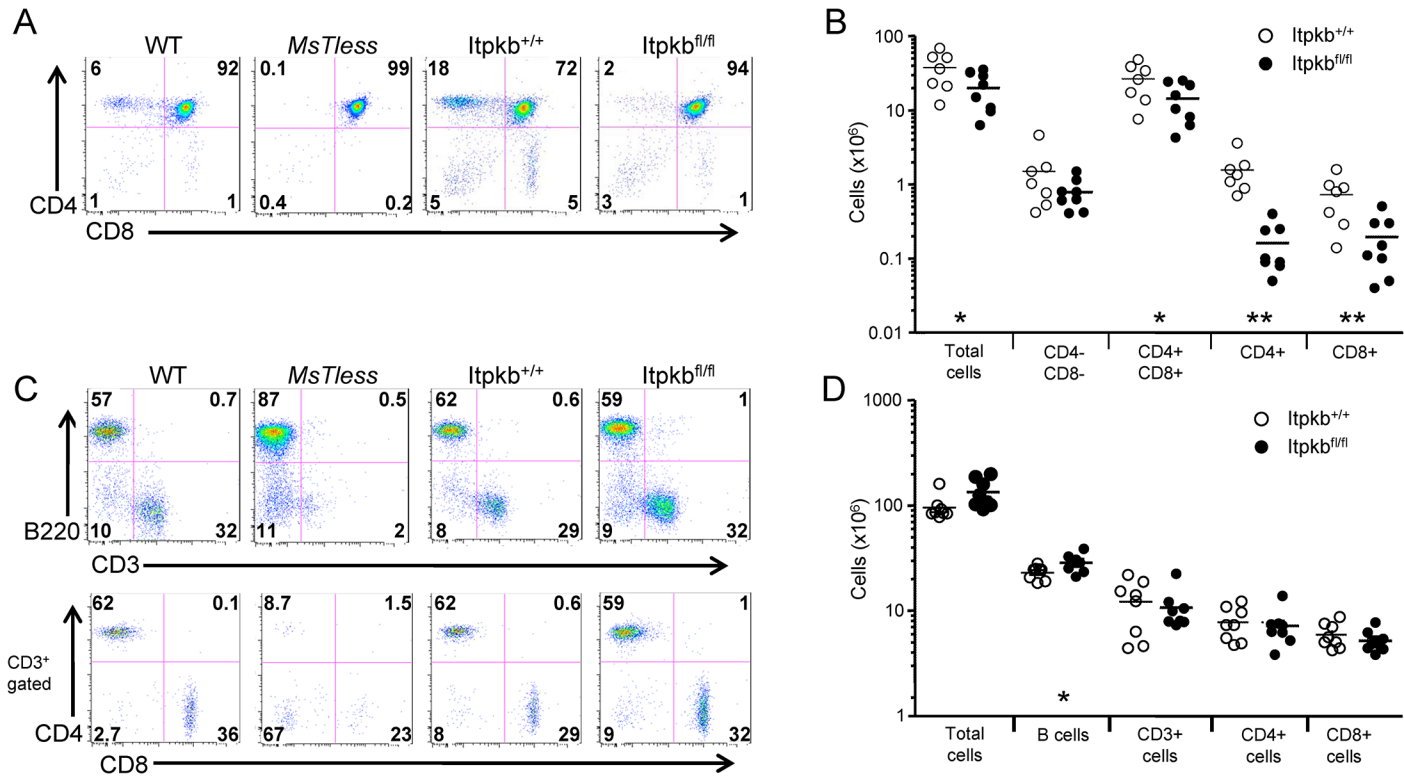 A
WT MsTless Itpkb+/+ Itpkbfl/fl
6 92 0.1 99 18 72 2 94
1 1 0.4 0.2 5 5 3 1
CD4
CD8
B
Itpkb+/+
Itpkbfl/fl
100
10
1
0.1
0.01
Cells (x10⁶)
* * ** **
Total cells
CD4- CD8-
CD4+ CD8+
CD4+
CD8+
C
WT MsTless Itpkb+/+ Itpkbfl/fl
57 0.7 87 0.5 62 0.6 59 1
10 32 11 2 8 29 9 32
B220
CD3
62 0.1 8.7 1.5 62 0.6 59 1
CD3+
gated
2.7 36 67 23 8 29 9 32
CD4
CD8
D
Itpkb+/+
Itpkbfl/fl
1000
100
10
1
Cells (x10⁶)
*
Total cells
B cells
CD3+ cells
CD4+ cells
CD8+ cells